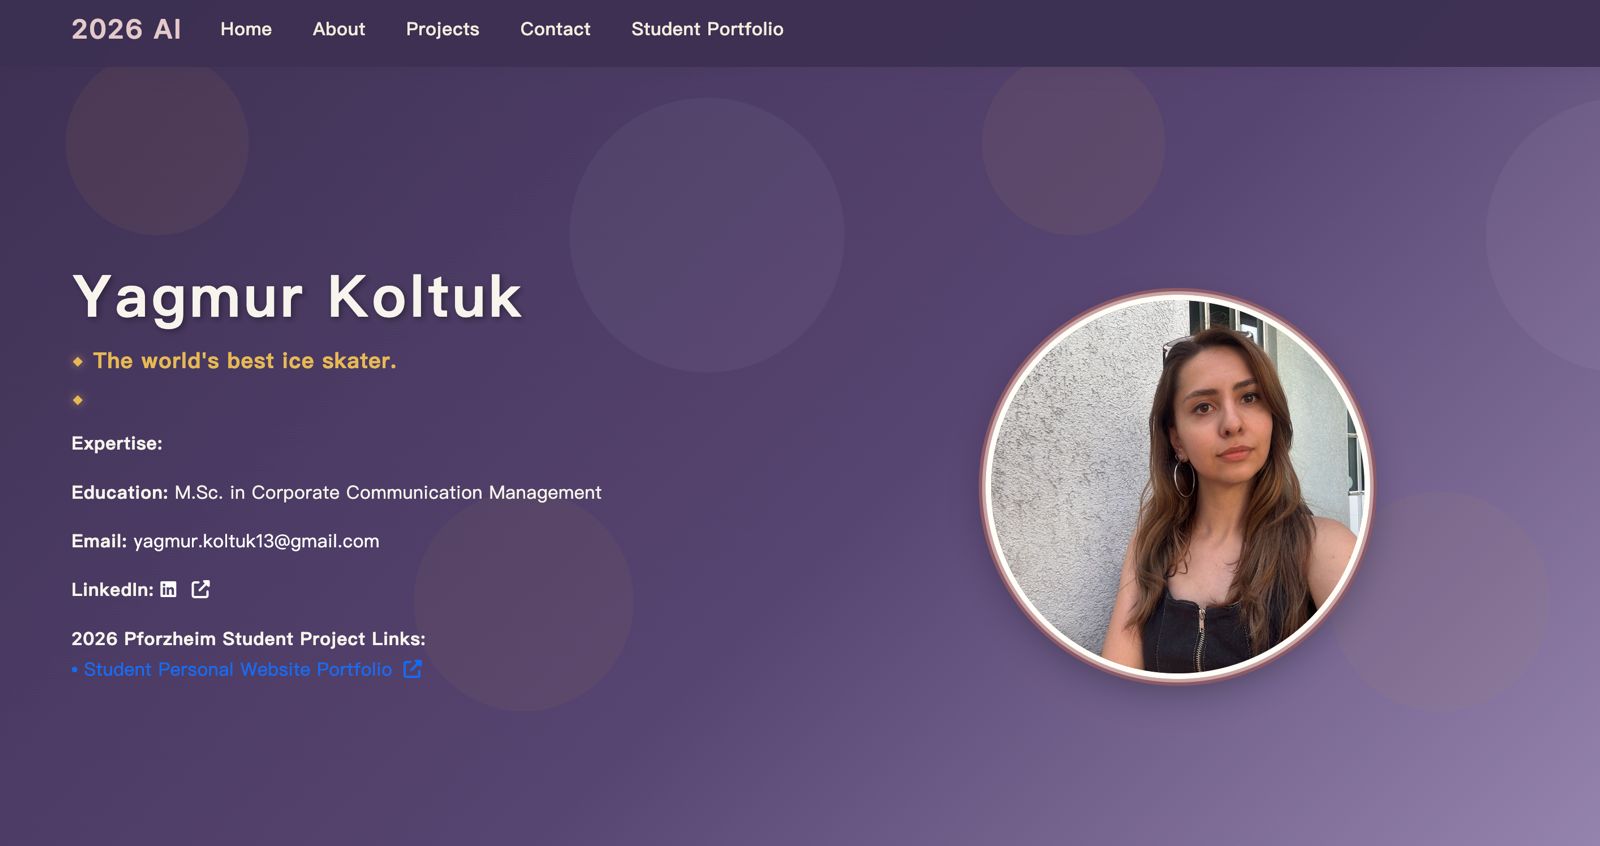 2026 AI Home About Projects Contact Student Portfolio
Yagmur Koltuk
The world's best ice skater.
Expertise:
Education: M.Sc. in Corporate Communication Management
Email: yagmur.koltuk13@gmail.com
LinkedIn:
2026 Pforzheim Student Project Links:
• Student Personal Website Portfolio